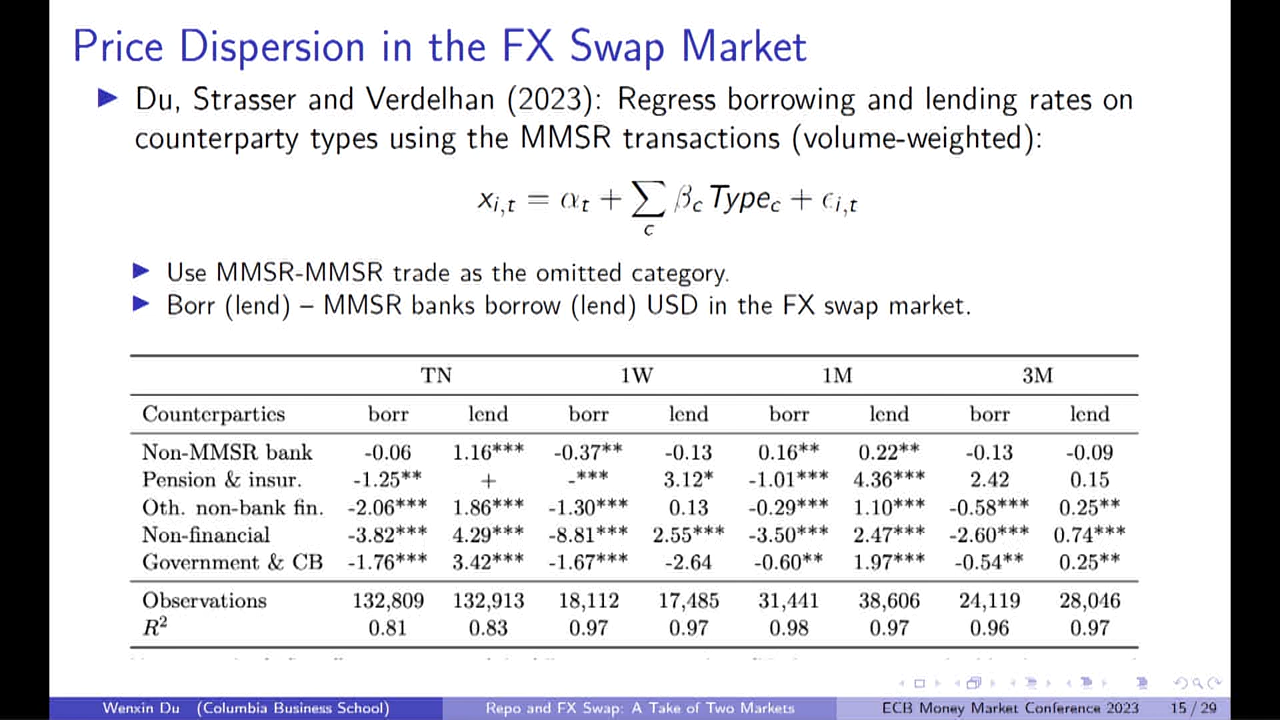 Price Dispersion in the FX Swap Market
▶ Du, Strasser and Verdelhan (2023): Regress borrowing and lending rates on
counterparty types using the MMSR transactions (volume-weighted):
x_{i,t} = α_t + ∑_c β_c Type_c + ε_{i,t}
▶ Use MMSR-MMSR trade as the omitted category.
▶ Borr (lend) – MMSR banks borrow (lend) USD in the FX swap market.
TN 1W 1M 3M
Counterparties borr lend borr lend borr lend borr lend
Non-MMSR bank -0.06 1.16*** -0.37** -0.13 0.16** 0.22** -0.13 -0.09
Pension & insur. -1.25** + -*** 3.12* -1.01*** 4.36*** 2.42 0.15
Oth. non-bank fin. -2.06*** 1.86*** -1.30*** 0.13 -0.29*** 1.10*** -0.58*** 0.25**
Non-financial -3.82*** 4.29*** -8.81*** 2.55*** -3.50*** 2.47*** -2.60*** 0.74***
Government & CB -1.76*** 3.42*** -1.67*** -2.64 -0.60** 1.97*** -0.54** 0.25**
Observations 132,809 132,913 18,112 17,485 31,441 38,606 24,119 28,046
R² 0.81 0.83 0.97 0.97 0.98 0.97 0.96 0.97
Wenxin Du (Columbia Business School) Repo and FX Swap: A Take of Two Markets ECB Money Market Conference 2023 15 / 29